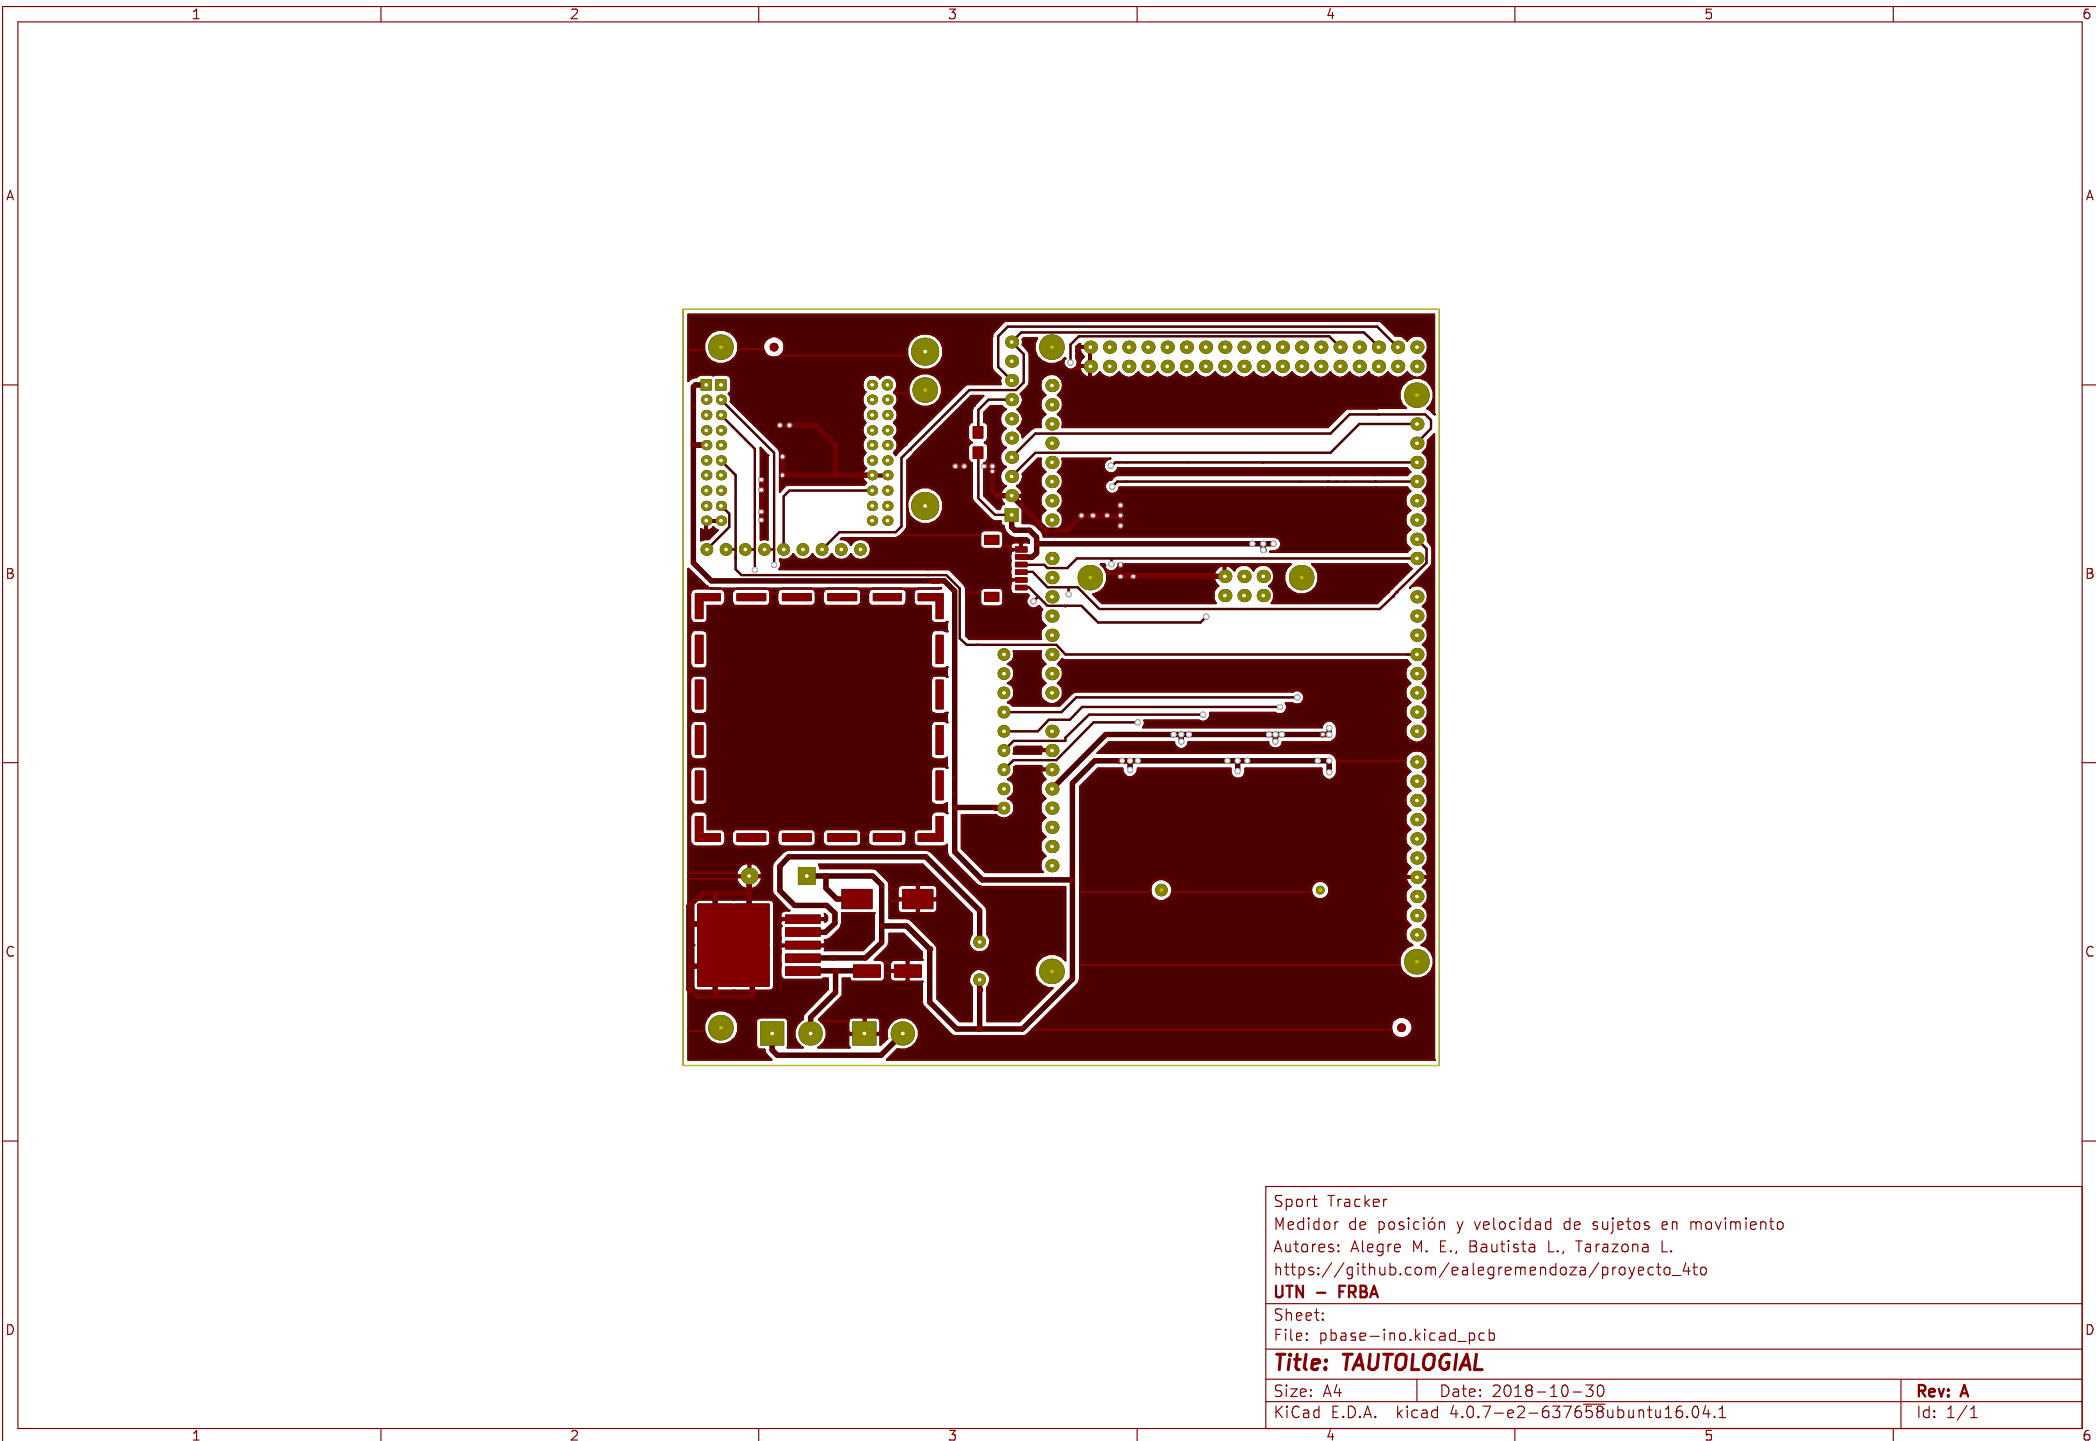 1 2 3 4 5 6
A A
B B
C C
D D
Sport Tracker
Medidor de posición y velocidad de sujetos en movimiento
Autores: Alegre M. E., Bautista L., Tarazona L.
https://github.com/ealegremendoza/proyecto_4to
UTN - FRBA
Sheet:
File: pbase-ino.kicad_pcb
Title: TAUTOLOGIAL
Size: A4 Date: 2018-10-30 Rev: A
KiCad E.D.A. kicad 4.0.7-e2-637658ubuntu16.04.1 Id: 1/1
1 2 3 4 5 6